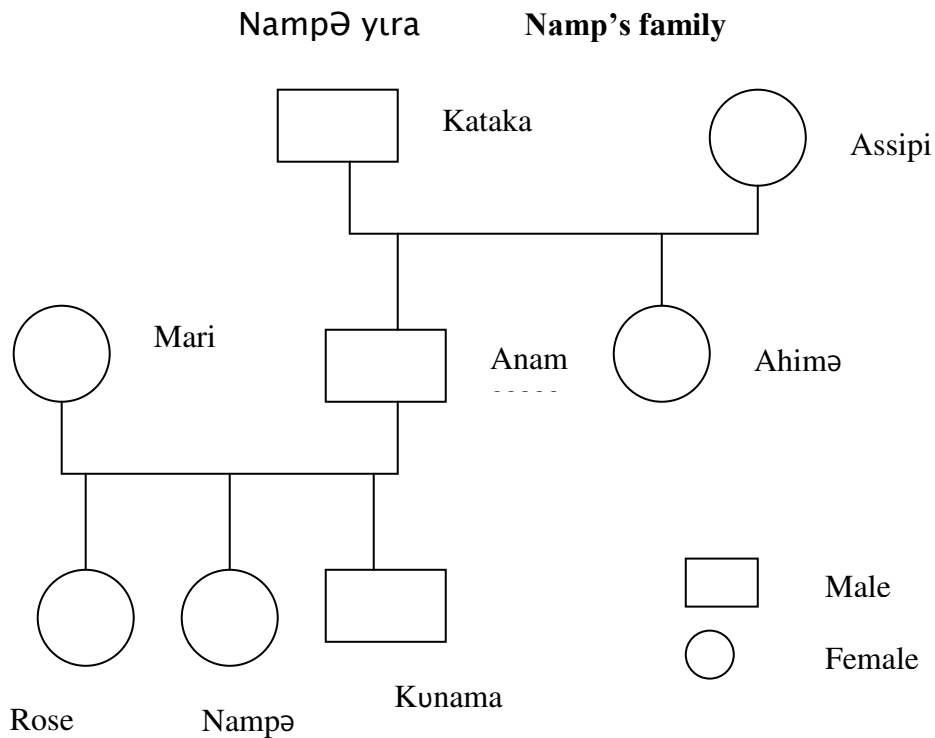 Nampə yɩra Namp's family
Kataka
Assipi
Mari
Anam
Ahimə
Male
Female
Rose
Nampə
Kʋnama